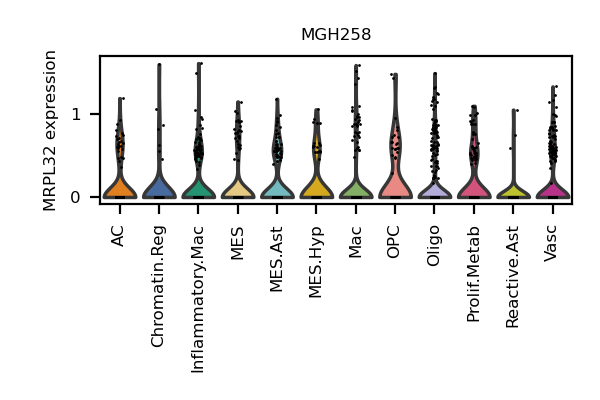 MGH258
MRPL32 expression
1
0
AC
Chromatin.Reg
Inflammatory.Mac
MES
MES.Ast
MES.Hyp
Mac
OPC
Oligo
Prolif.Metab
Reactive.Ast
Vasc